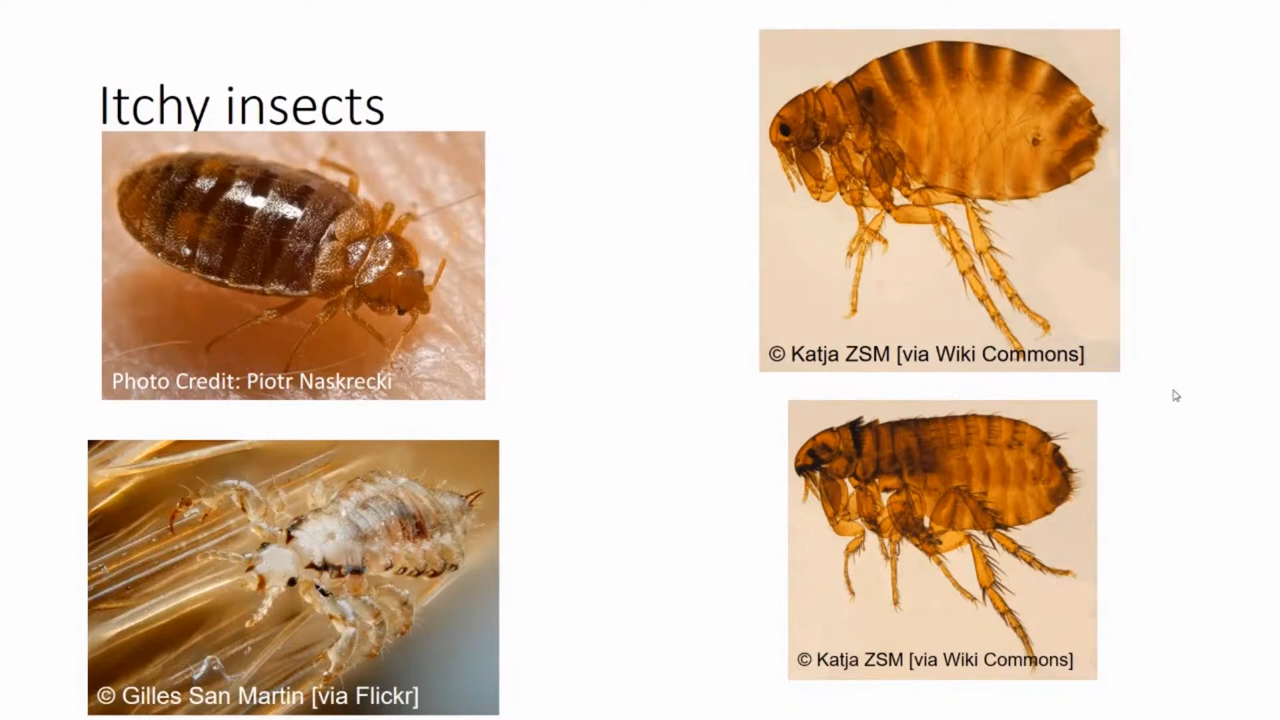 Itchy insects
Photo Credit: Piotr Naskrecki
© Gilles San Martin [via Flickr]
© Katja ZSM [via Wiki Commons]
© Katja ZSM [via Wiki Commons]